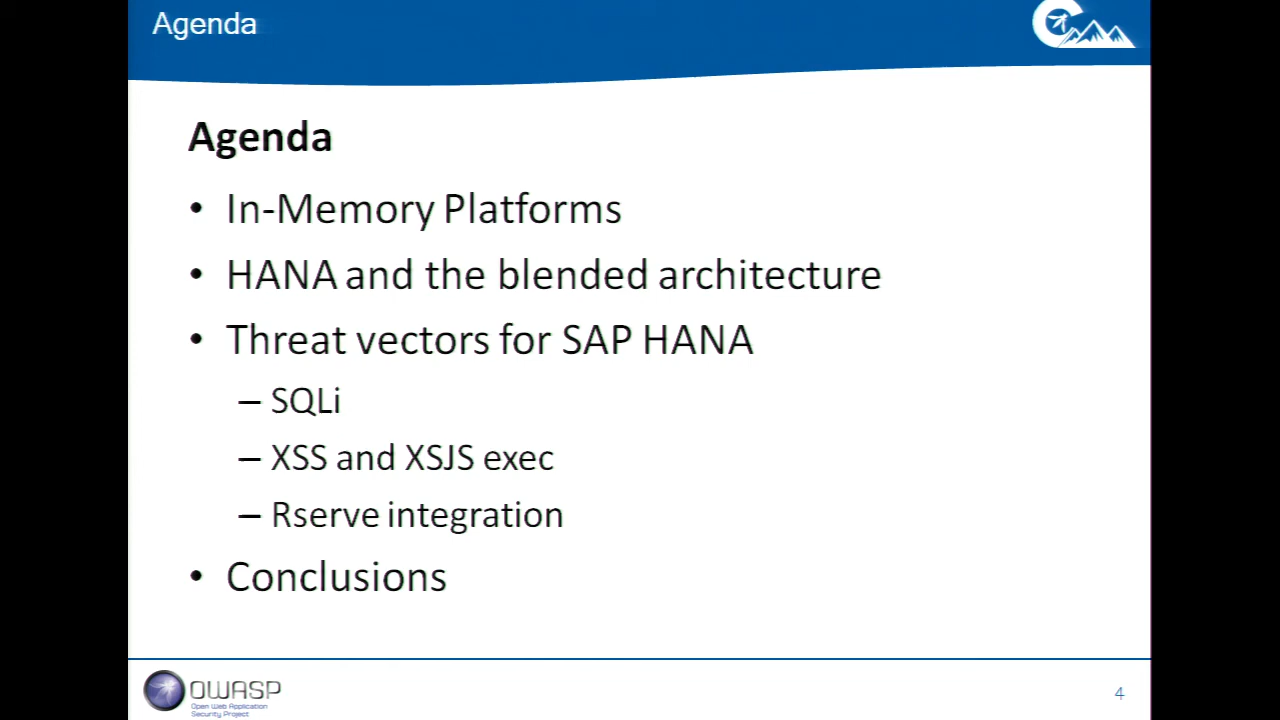 Agenda
Agenda
• In-Memory Platforms
• HANA and the blended architecture
• Threat vectors for SAP HANA
– SQLi
– XSS and XSJS exec
– Rserve integration
• Conclusions
OWASP
Open Web Application
Security Project
4